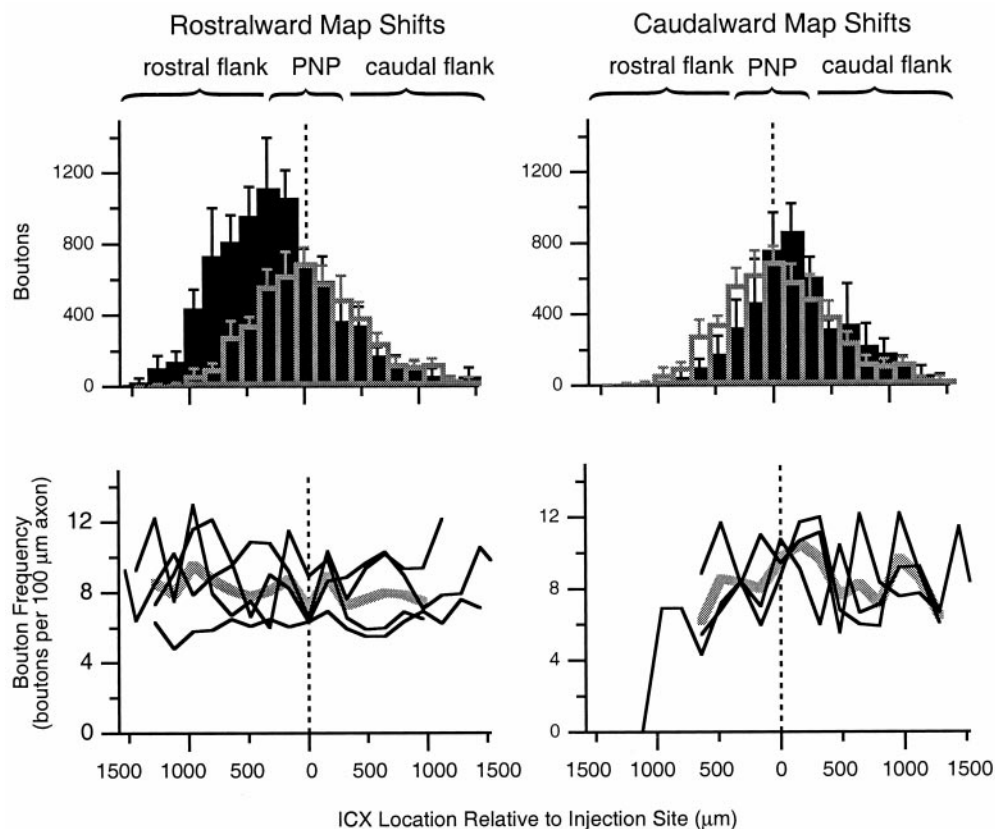 Rostralward Map Shifts
Caudalward Map Shifts
rostral flank PNP caudal flank
rostral flank PNP caudal flank
Boutons
1200
800
400
0
1200
800
400
0
Bouton Frequency
(boutons per 100 μm axon)
12
8
4
0
12
8
4
0
1500 1000 500 0 500 1000 1500
1500 1000 500 0 500 1000 1500
ICX Location Relative to Injection Site (μm)